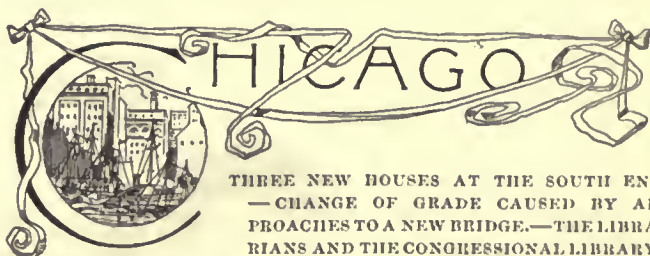 CHICAGO
THREE NEW HOUSES AT THE SOUTH EN
—CHANGE OF GRADE CAUSED BY A
PROACHES TO A NEW BRIDGE.—THE LIBRA
RIANS AND THE CONGRESSIONAL LIBRARY